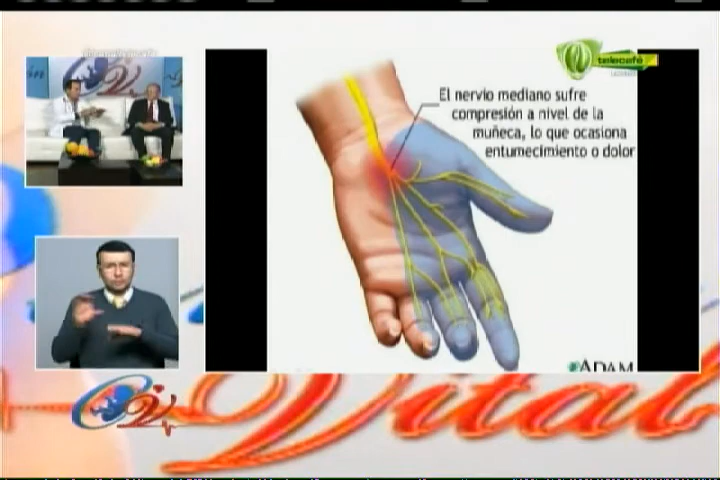 telecafé
El nervio mediano sufre
compresión a nivel de la
muñeca, lo que ocasiona
entumecimiento o dolor
ADAM
Vital